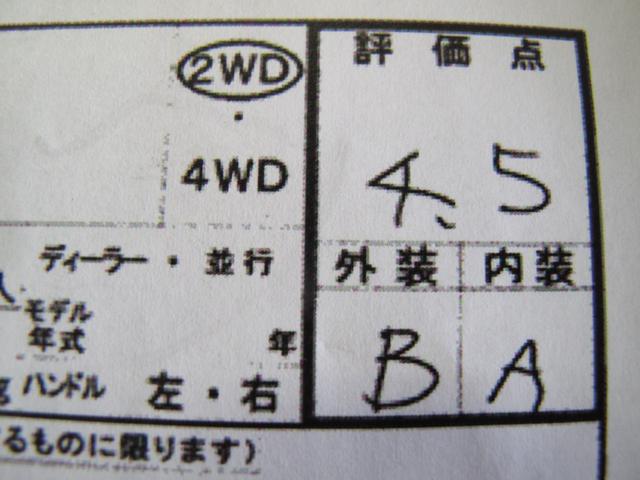 2WD
・
4WD
評価点
4.5
ディーラー・並行
外装 内装
モデル
年式 年
B A
ハンドル 左・右
るものに限ります)